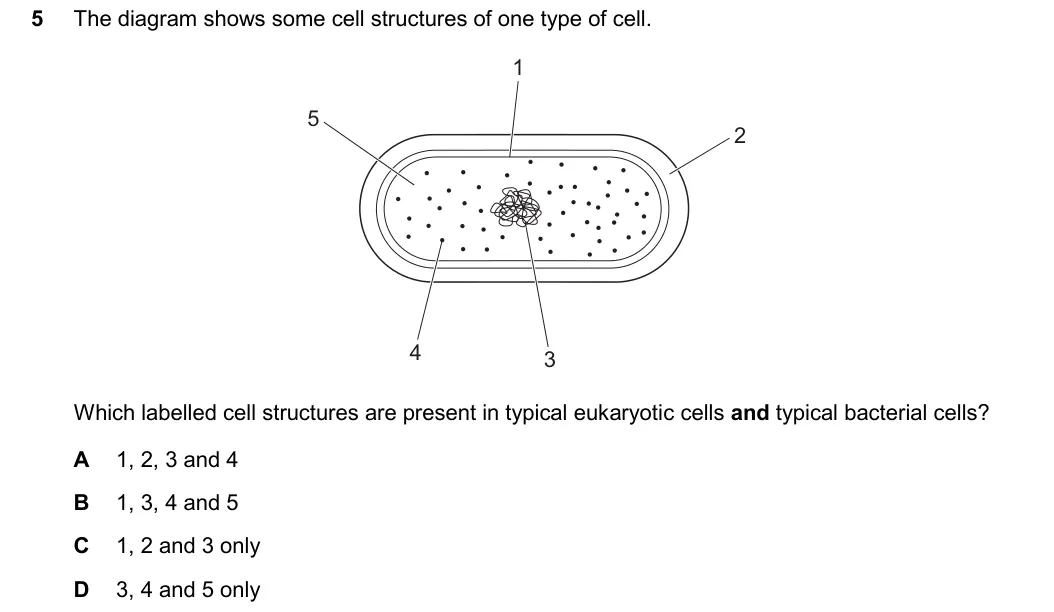 5 The diagram shows some cell structures of one type of cell.
1
5
2
4
3
Which labelled cell structures are present in typical eukaryotic cells and typical bacterial cells?
A 1, 2, 3 and 4
B 1, 3, 4 and 5
C 1, 2 and 3 only
D 3, 4 and 5 only